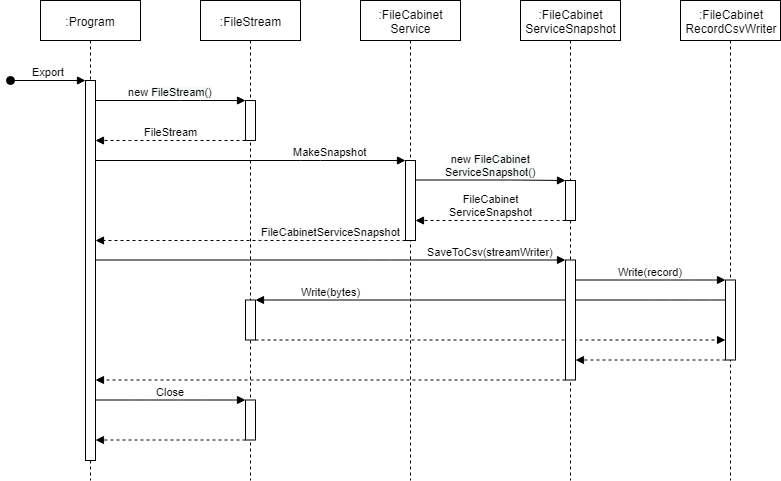 :Program
:FileStream
:FileCabinet
Service
:FileCabinet
ServiceSnapshot
:FileCabinet
RecordCsvWriter
Export
new FileStream()
FileStream
MakeSnapshot
new FileCabinet
ServiceSnapshot()
FileCabinet
ServiceSnapshot
FileCabinetServiceSnapshot
SaveToCsv(streamWriter)
Write(record)
Write(bytes)
Close